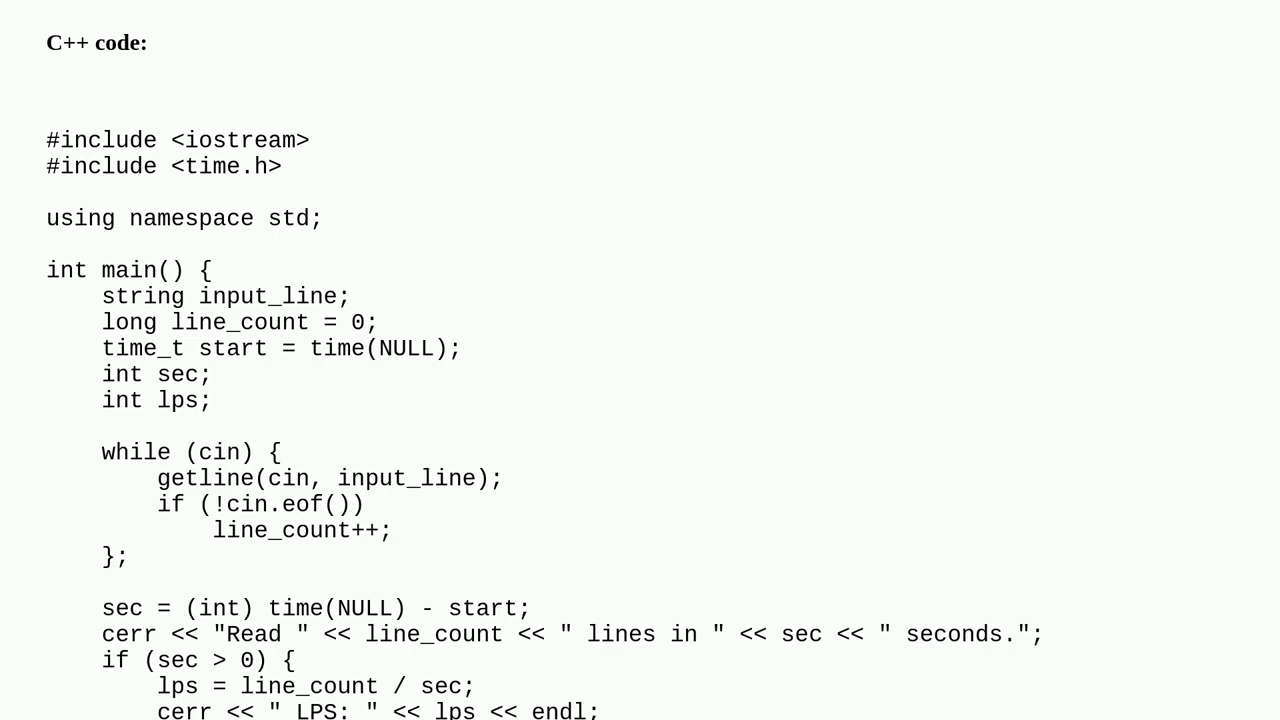 C++ code:
#include <iostream>
#include <time.h>
using namespace std;
int main() {
    string input_line;
    long line_count = 0;
    time_t start = time(NULL);
    int sec;
    int lps;
    while (cin) {
        getline(cin, input_line);
        if (!cin.eof())
            line_count++;
    };
    sec = (int) time(NULL) - start;
    cerr << "Read " << line_count << " lines in " << sec << " seconds.";
    if (sec > 0) {
        lps = line_count / sec;
        cerr << " LPS: " << lps << endl;